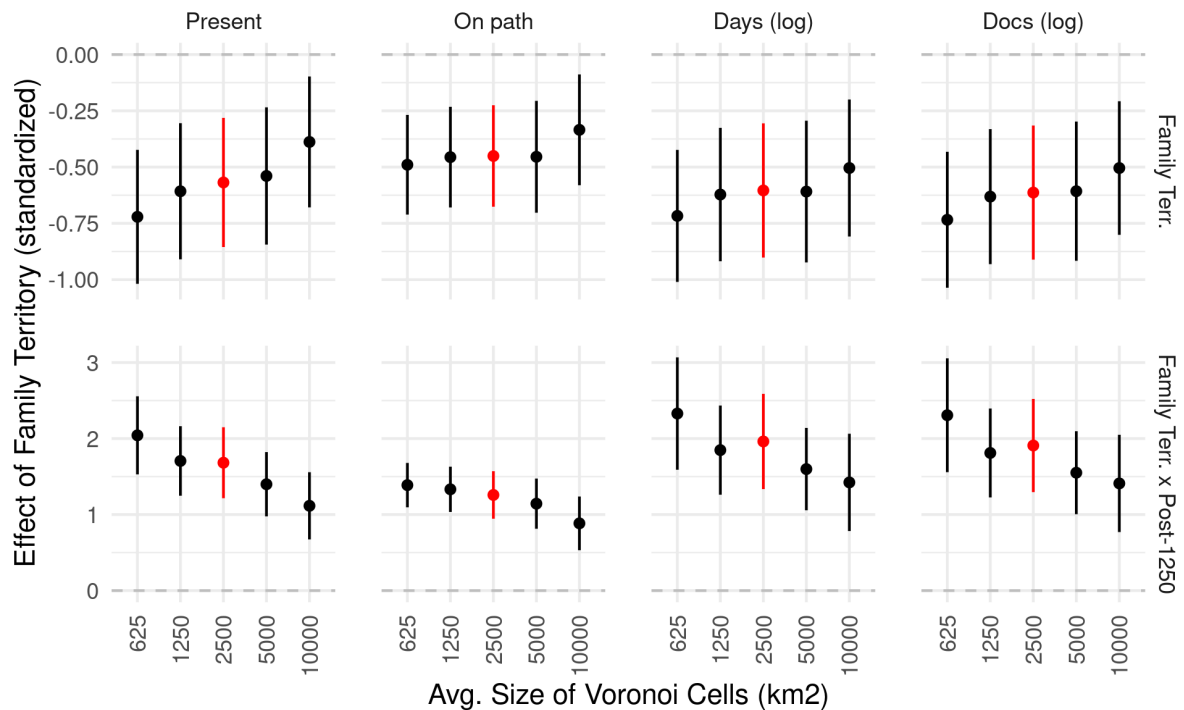 Present On path Days (log) Docs (log)
Effect of Family Territory (standardized)
0.00
-0.25
-0.50
-0.75
-1.00
Family Terr.
3
2
1
0
Family Terr. x Post-1250
625 1250 2500 5000 10000 625 1250 2500 5000 10000 625 1250 2500 5000 10000 625 1250 2500 5000 10000
Avg. Size of Voronoi Cells (km2)